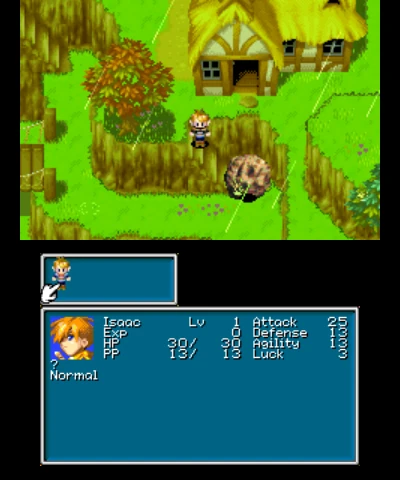 Isaac Lv 1 Attack 25
Exp 0 Defense 13
HP 30/ 30 Agility 13
PP 13/ 13 Luck 3
?
Normal